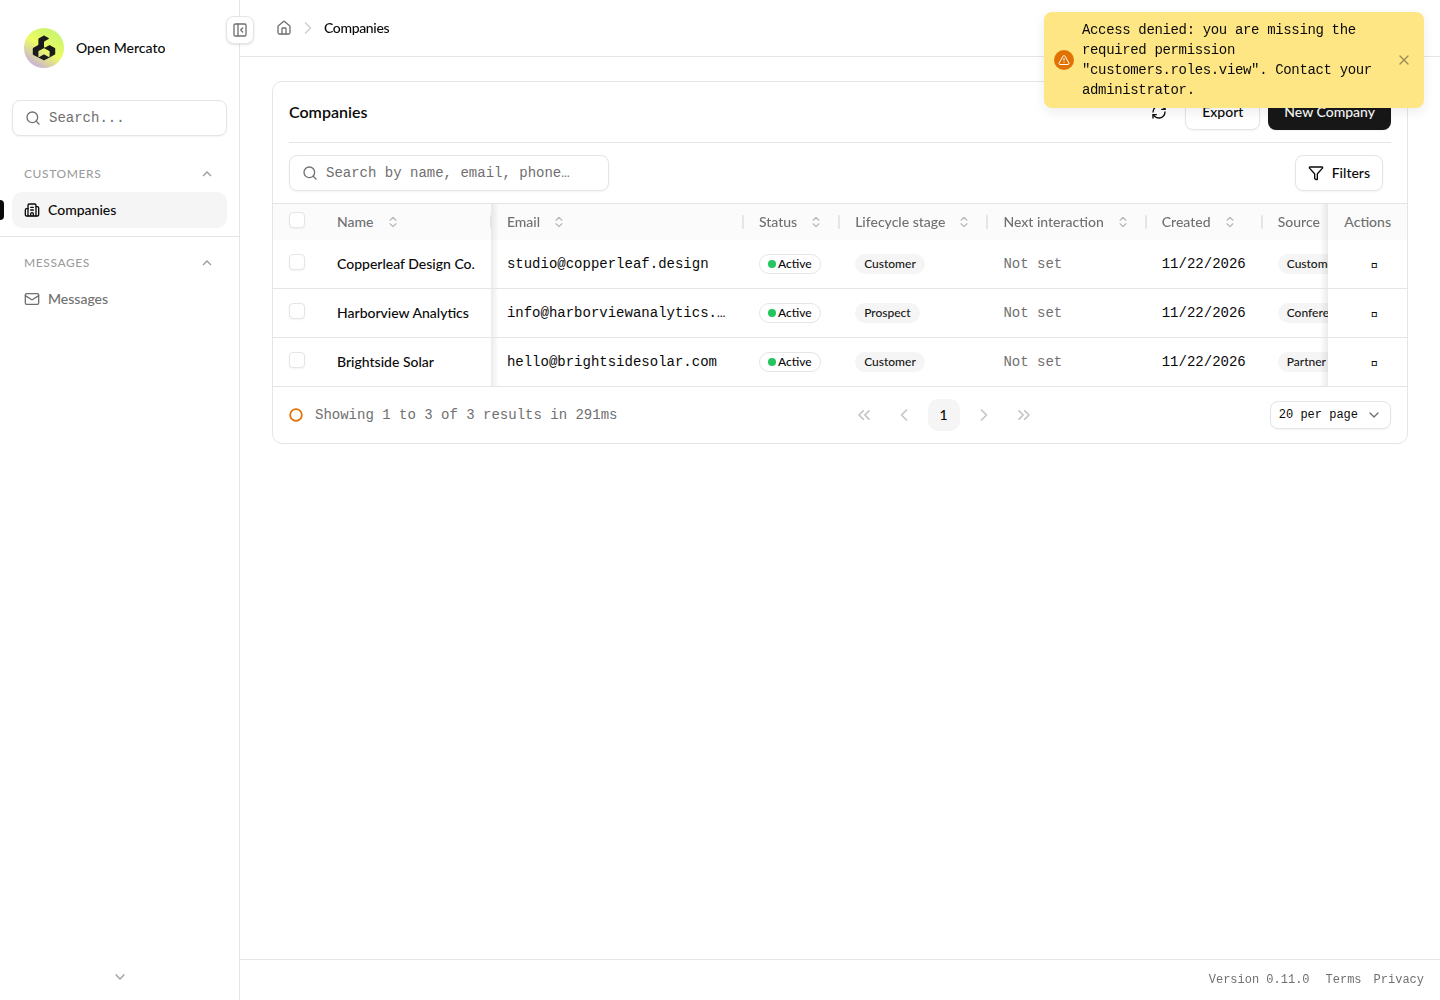 Open Mercato
Companies
Access denied: you are missing the
required permission
"customers.roles.view". Contact your
administrator.
Search...
Companies
Export
New Company
CUSTOMERS
Companies
Search by name, email, phone…
Filters
Name
Email
Status
Lifecycle stage
Next interaction
Created
Source
Actions
Copperleaf Design Co.
studio@copperleaf.design
Active
Customer
Not set
11/22/2026
Custom
Harborview Analytics
info@harborviewanalytics.…
Active
Prospect
Not set
11/22/2026
Confere
Brightside Solar
hello@brightsidesolar.com
Active
Customer
Not set
11/22/2026
Partner
MESSAGES
Messages
Showing 1 to 3 of 3 results in 291ms
1
20 per page
Version 0.11.0
Terms
Privacy